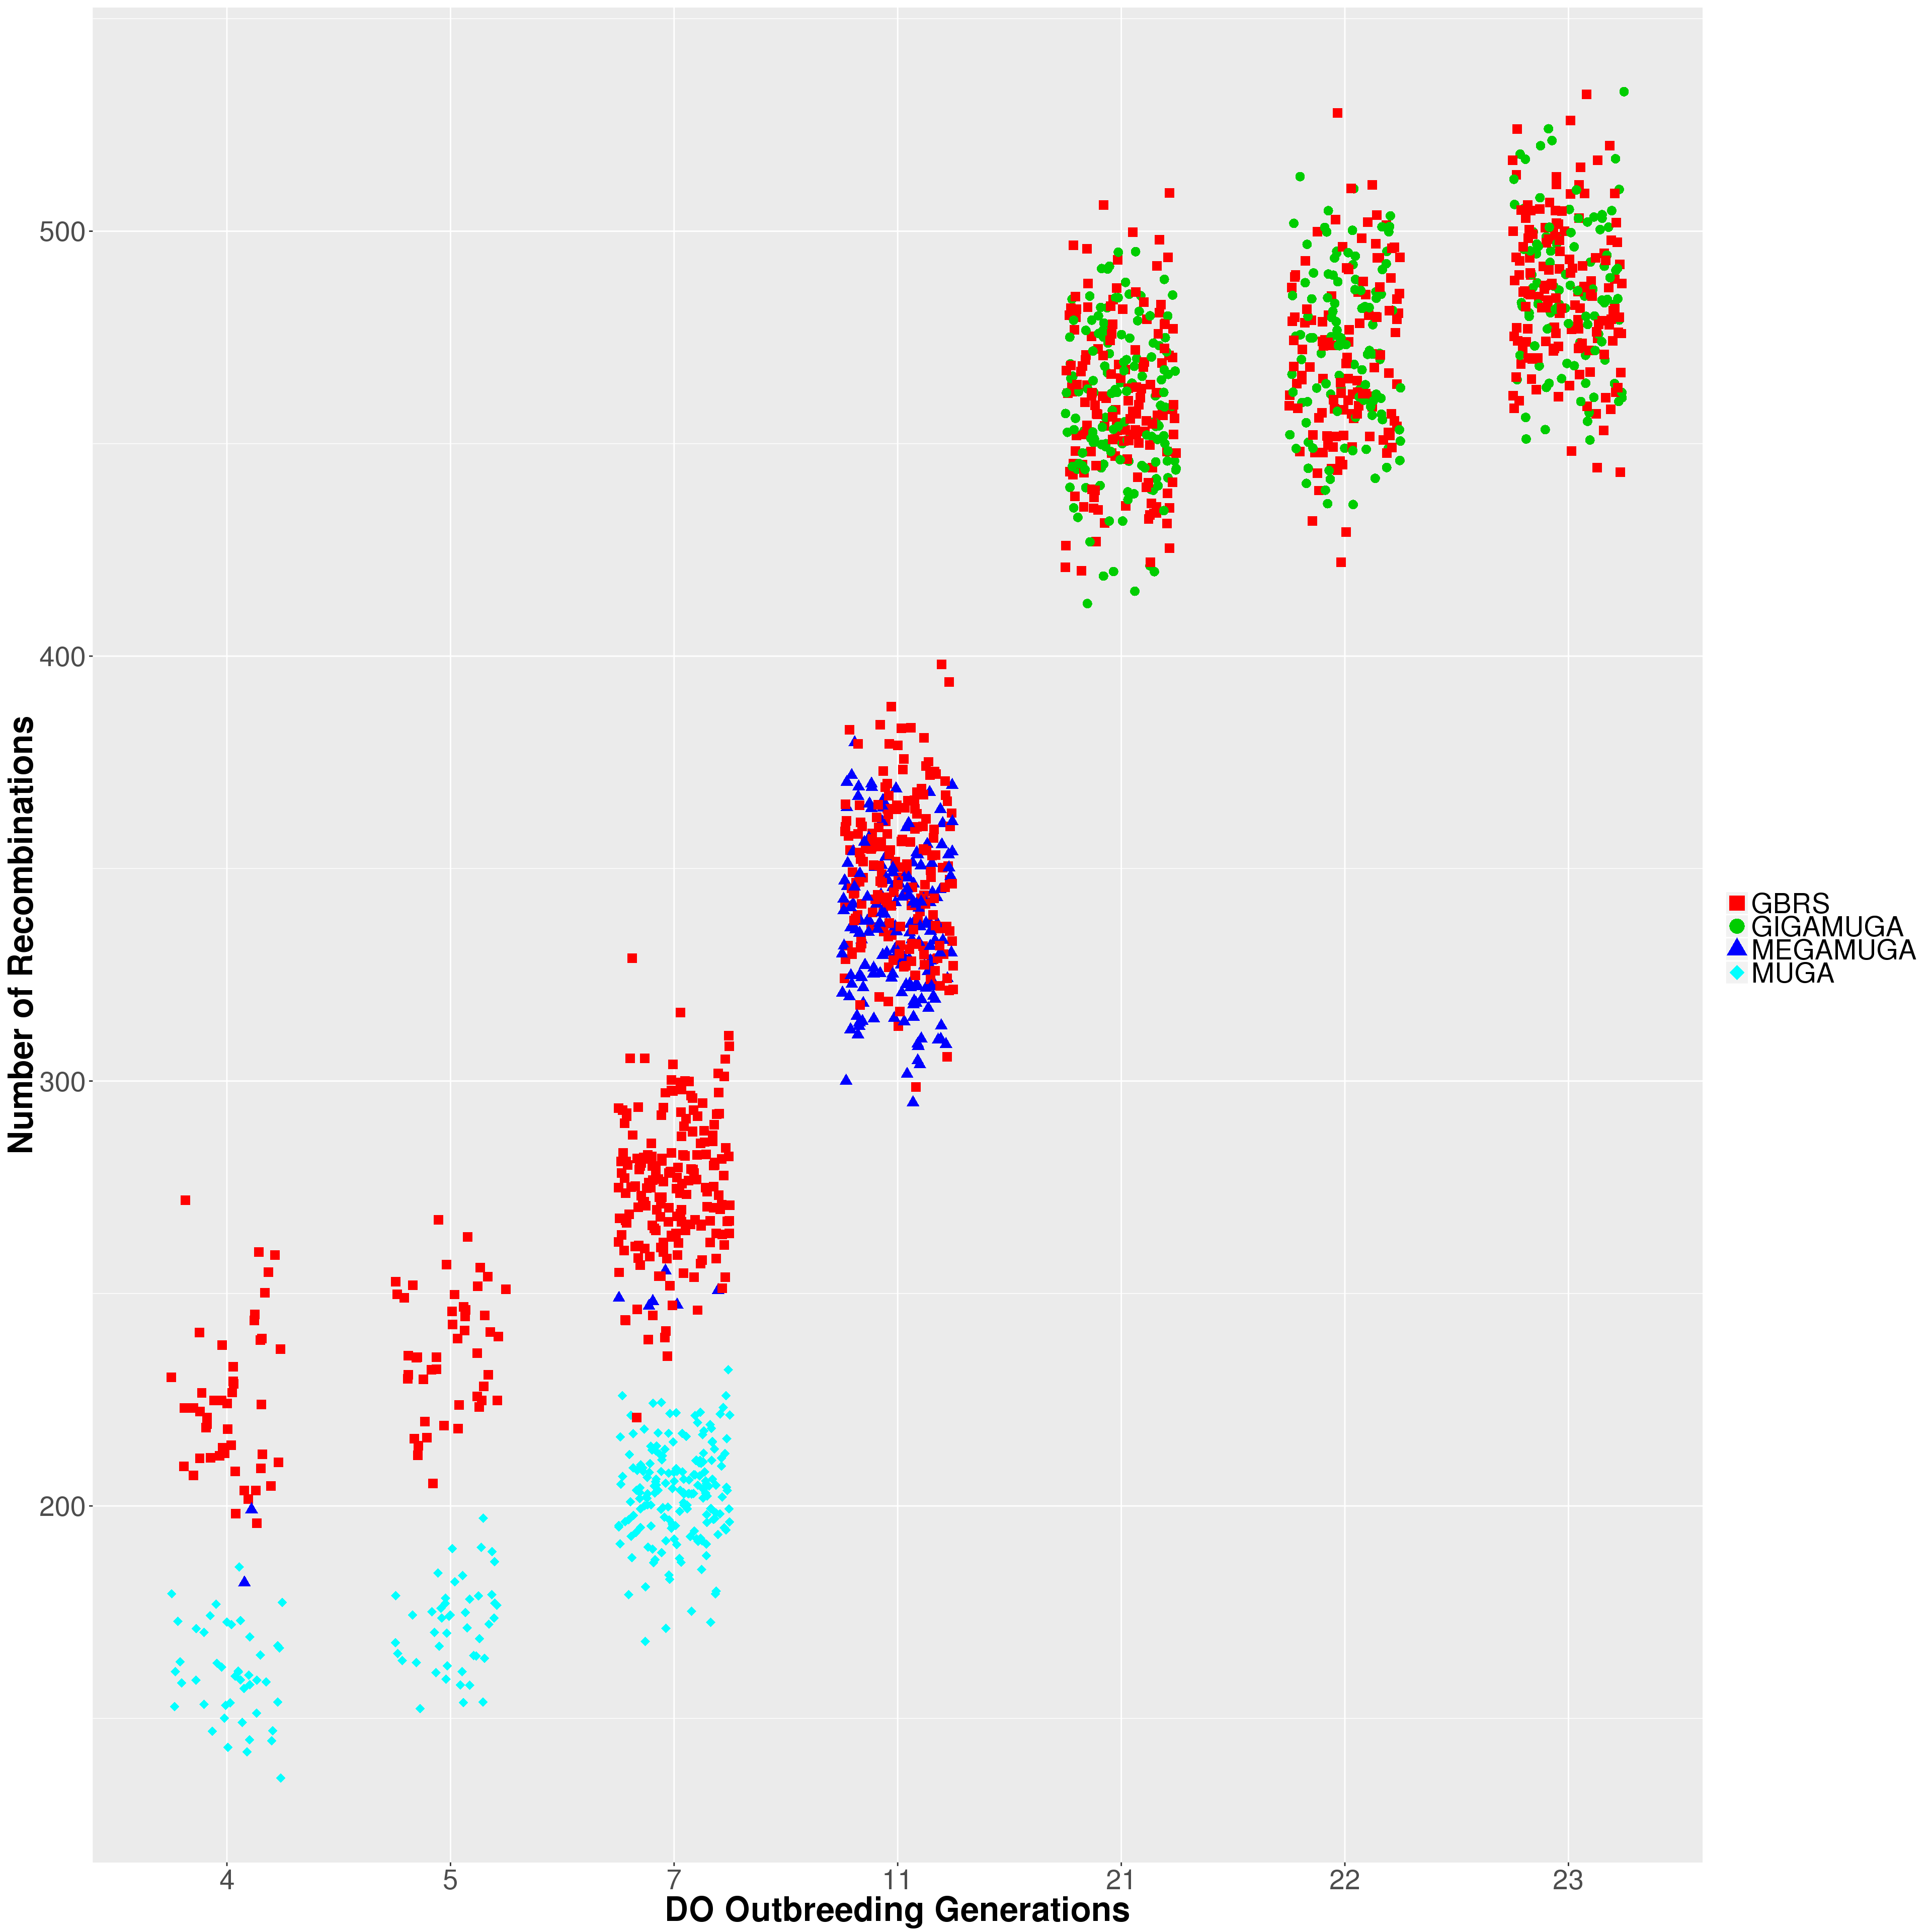 500
400
300
200
Number of Recombinations
4 5 7 11 21 22 23
DO Outbreeding Generations
GBRS
GIGAMUGA
MEGAMUGA
MUGA